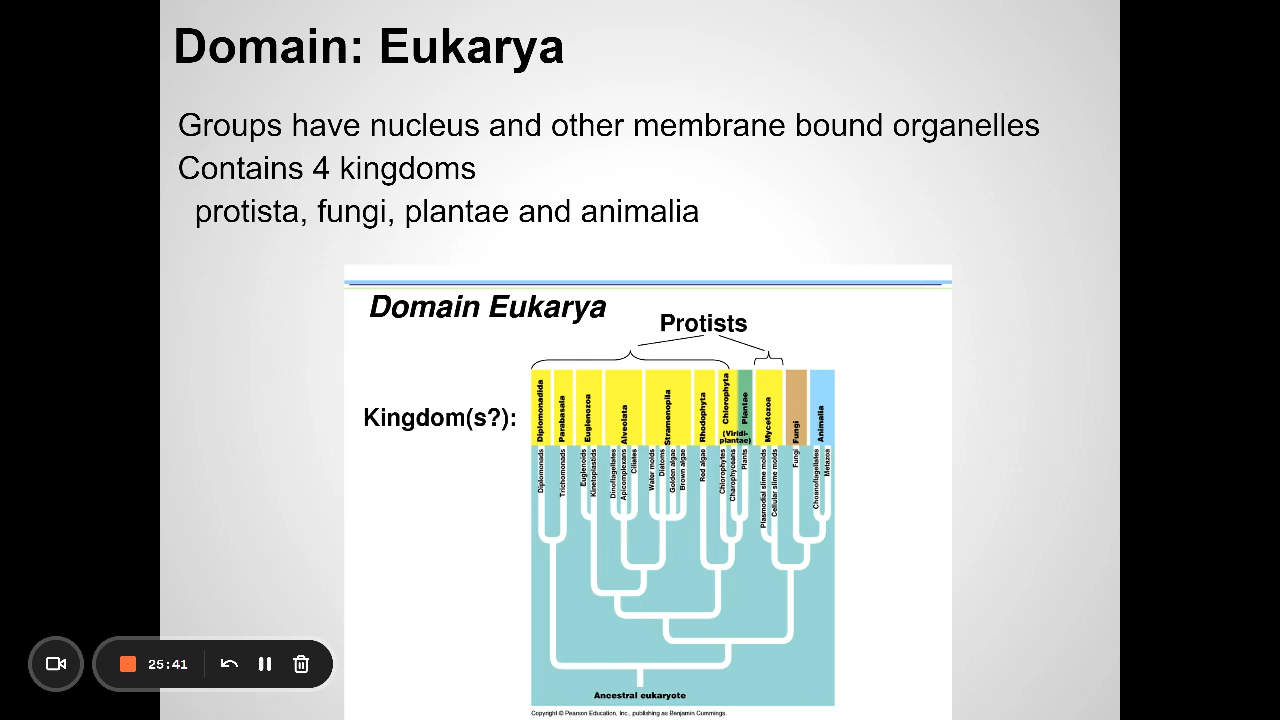 Domain: Eukarya
Groups have nucleus and other membrane bound organelles
Contains 4 kingdoms
protista, fungi, plantae and animalia
Domain Eukarya
Protists
Kingdom(s?):
Diplomonadida
Parabasala
Euglenozoa
Alveolata
Stramenopila
Rhodophyta
Chlorophyta
Plantae
(Viridi-
plantae)
Mycetozoa
Fungi
Animalia
Diplomonads
Trichomonads
Euglenoids
Kinetoplastids
Dinoflagellates
Apicomplexans
Ciliates
Water molds
Diatoms
Golden algae
Brown algae
Red algae
Chlorophytes
Charophyceans
Plants
Plasmodial slime molds
Cellular slime molds
Fungi
Choanoflagellates
Metazoa
Ancestral eukaryote
Copyright © Pearson Education, Inc., publishing as Benjamin Cummings.
25:41